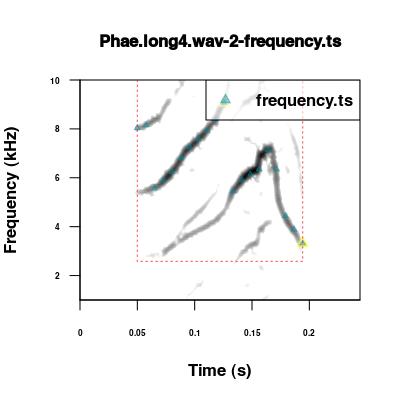 Phae.long4.wav-2-frequency.ts
frequency.ts
Frequency (kHz)
10
8
6
4
2
0 0.05 0.1 0.15 0.2
Time (s)